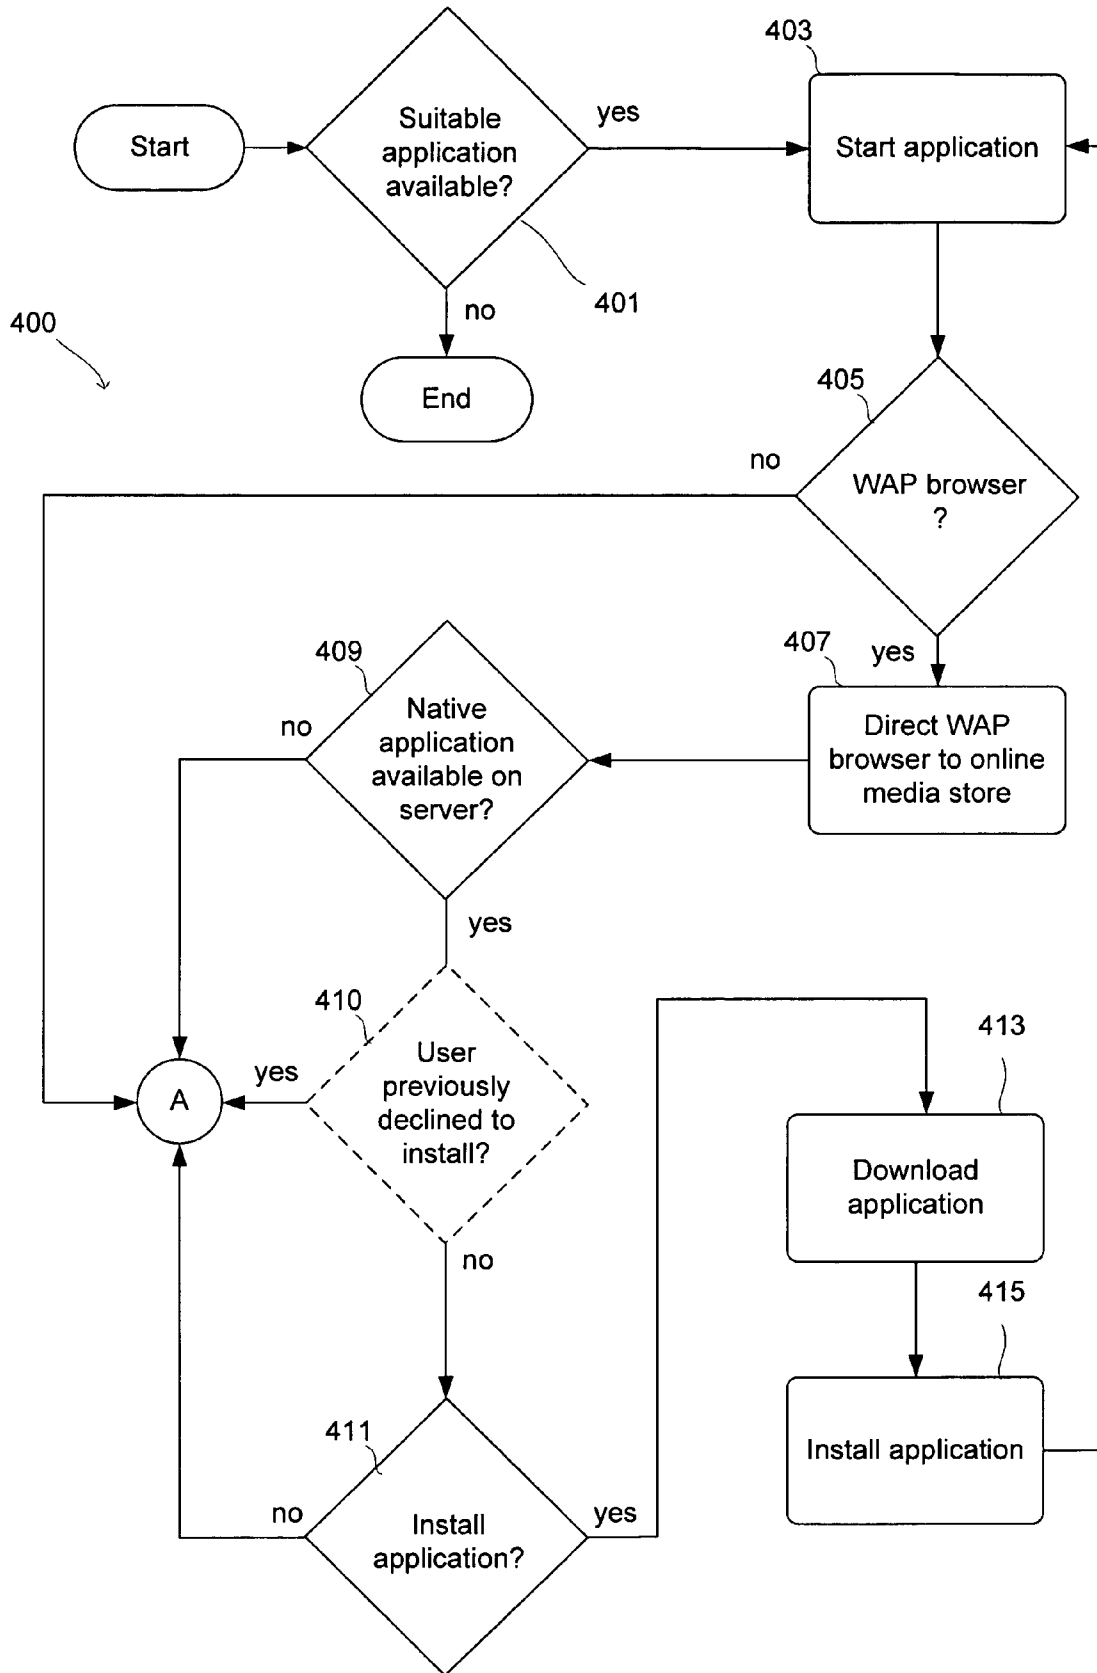 403
Start
Suitable
application
available?
yes
Start application
401
no
400
End
405
no
WAP browser
?
409
yes
407
Native
application
available on
server?
no
Direct WAP
browser to online
media store
yes
410
413
User
previously
declined to
install?
yes
A
Download
application
no
415
411
Install application
no
yes
Install
application?